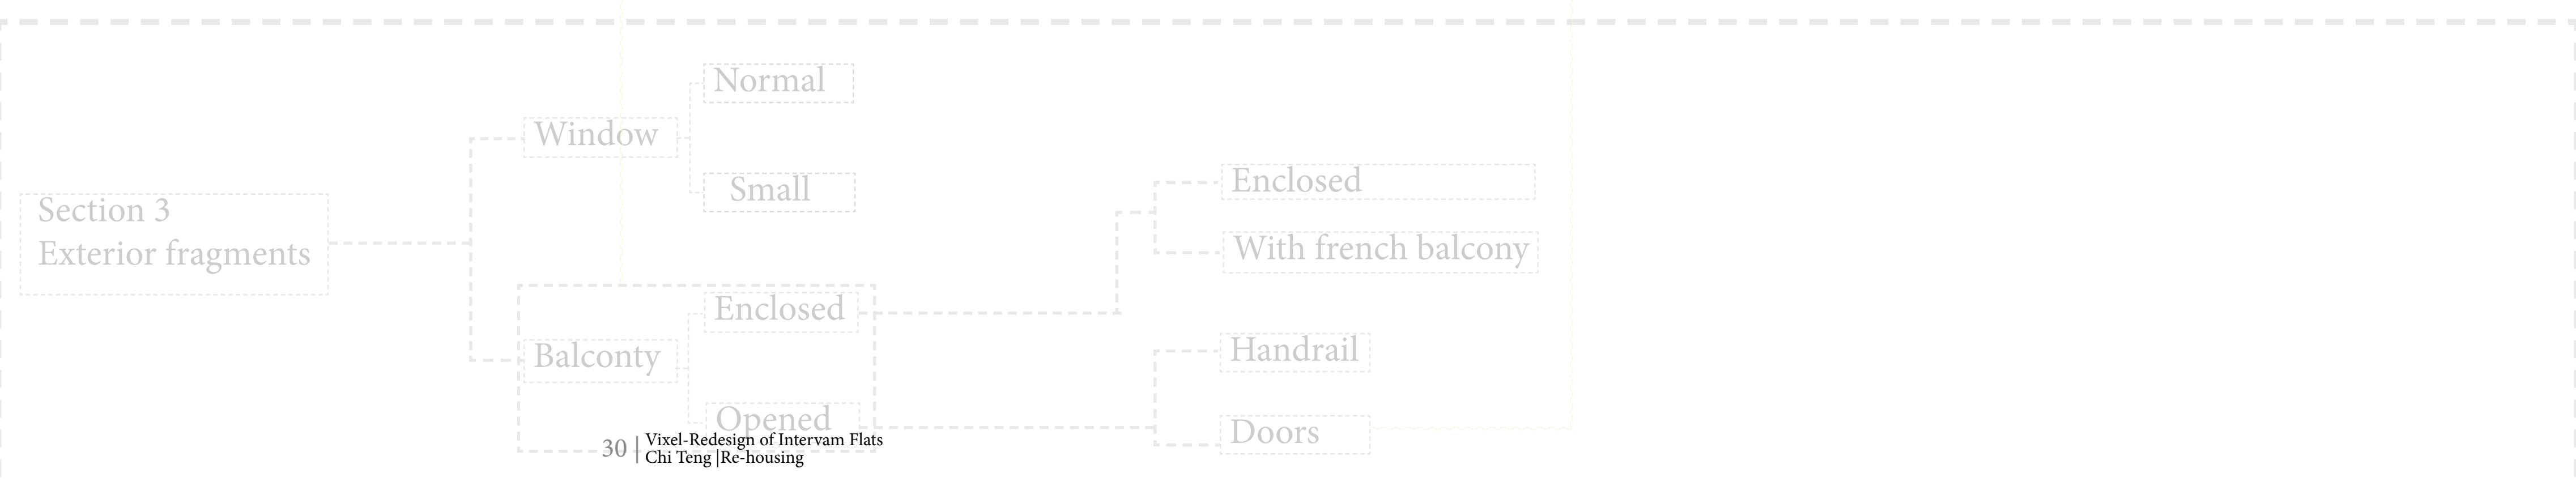 Section 3
Exterior fragments
Window
Normal
Small
Balconty
Enclosed
Opened
Enclosed
With french balcony
Handrail
Doors
30
Vixel-Redesign of Intervam Flats
Chi Teng |Re-housing